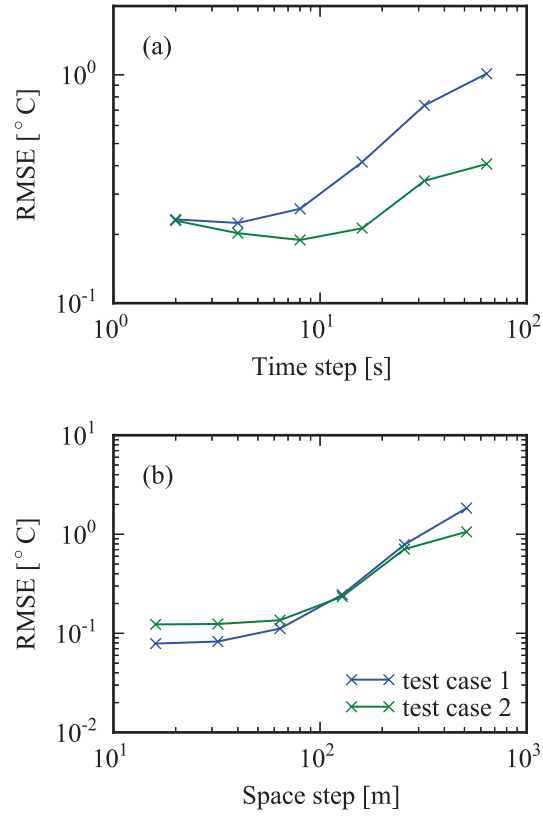 (a)
10^0
10^-1
RMSE [°C]
10^0 10^1 10^2
Time step [s]
(b)
10^1
10^0
10^-1
10^-2
RMSE [°C]
test case 1
test case 2
10^1 10^2 10^3
Space step [m]